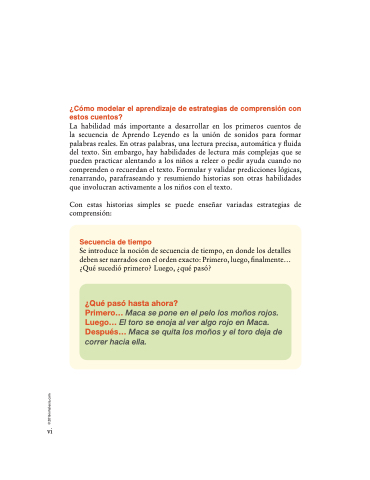 ¿Cómo modelar el aprendizaje de estrategias de comprensión con
estos cuentos?
La habilidad más importante a desarrollar en los primeros cuentos de
la secuencia de Aprendo Leyendo es la unión de sonidos para formar
palabras reales. En otras palabras, una lectura precisa, automática y fluida
del texto. Sin embargo, hay habilidades de lectura más complejas que se
pueden practicar alentando a los niños a releer o pedir ayuda cuando no
comprenden o recuerdan el texto. Formular y validar predicciones lógicas,
renarrando, parafraseando y resumiendo historias son otras habilidades
que involucran activamente a los niños con el texto.
Con estas historias simples se puede enseñar variadas estrategias de
comprensión:
Secuencia de tiempo
Se introduce la noción de secuencia de tiempo, en donde los detalles
deben ser narrados con el orden exacto: Primero, luego, finalmente…
¿Qué sucedió primero? Luego, ¿qué pasó?
¿Qué pasó hasta ahora?
Primero… Maca se pone en el pelo los moños rojos.
Luego… El toro se enoja al ver algo rojo en Maca.
Después… Maca se quita los moños y el toro deja de
correr hacia ella.
vi